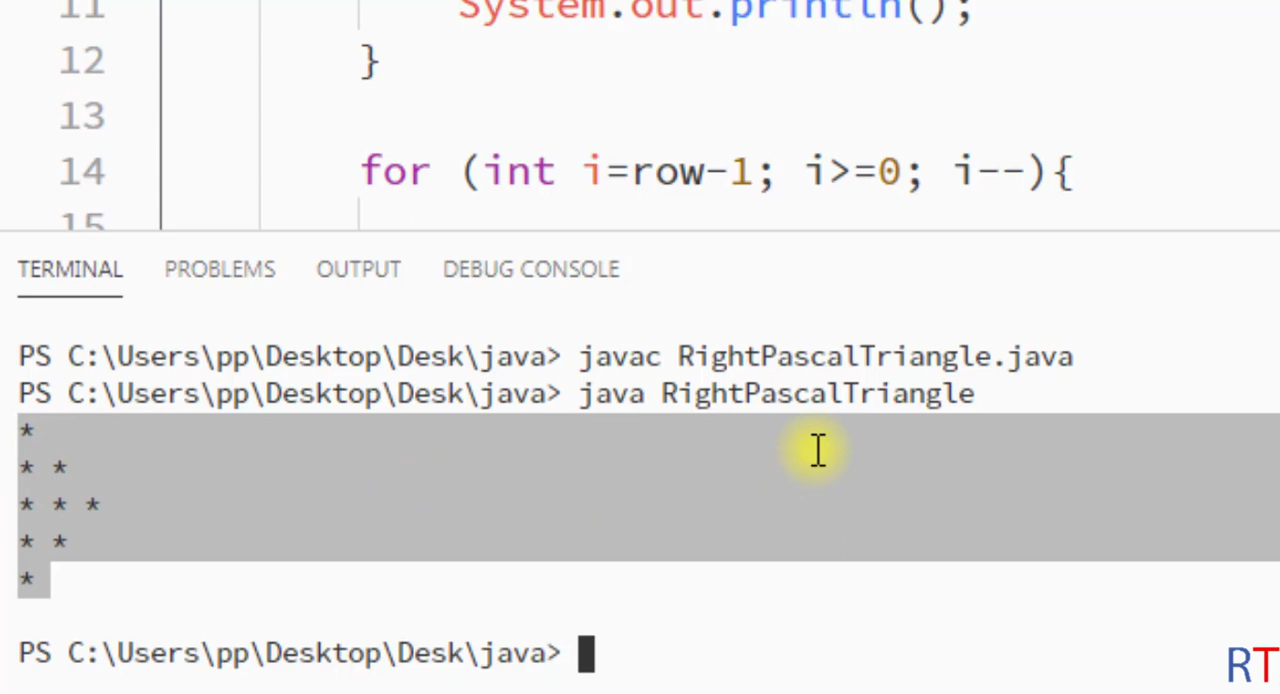 11 System.out.println();
12 }
13
14 for (int i=row-1; i>=0; i--){
15
TERMINAL PROBLEMS OUTPUT DEBUG CONSOLE
PS C:\Users\pp\Desktop\Desk\java> javac RightPascalTriangle.java
PS C:\Users\pp\Desktop\Desk\java> java RightPascalTriangle
*
* *
* * *
* *
*
PS C:\Users\pp\Desktop\Desk\java>
RT